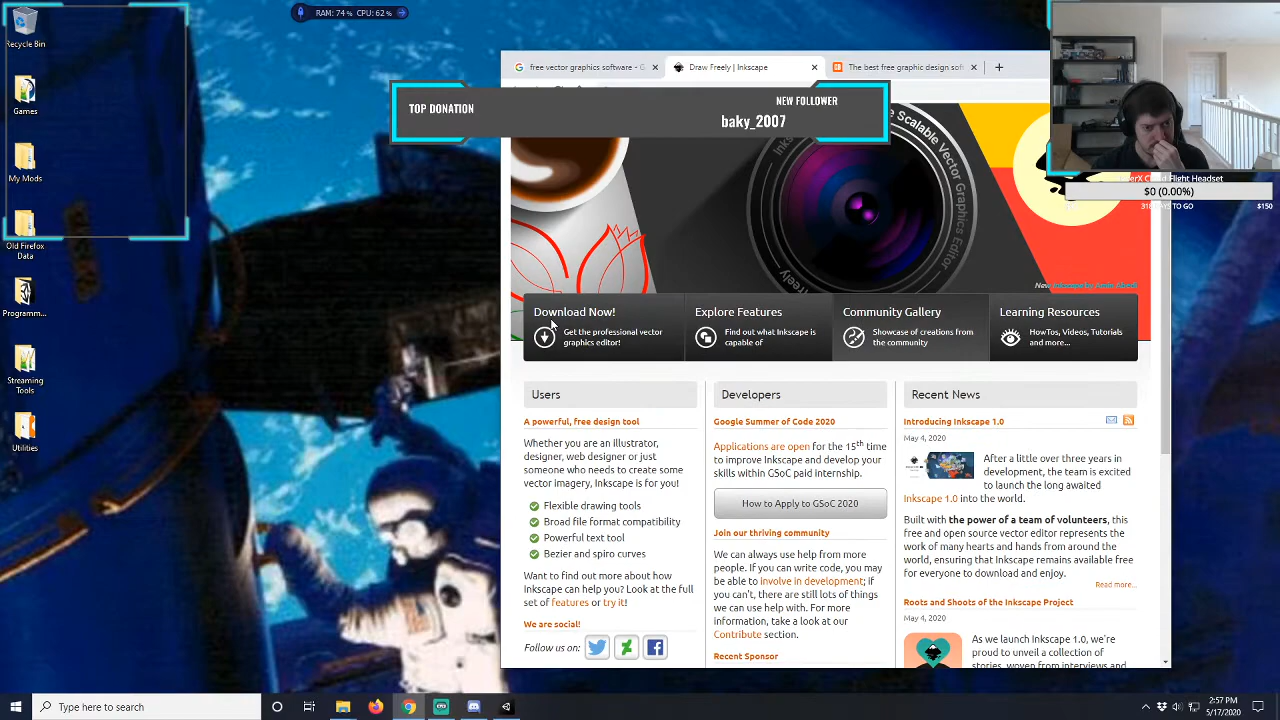 RAM: 74% CPU: 62%
Recycle Bin
Games
My Mods
Old Firefox
Data
Programm...
Streaming
Tools
Utilities
free vector graphics software - G
Draw Freely | Inkscape
The best free graphic design soft
TOP DONATION
NEW FOLLOWER
baky_2007
Scalable Vector Graphics Editor
Flight Headset
$0 (0.00%)
$150
New Inkscape by
Download Now!
Get the professional vector
graphics editor!
Explore Features
Find out what Inkscape is
capable of
Community Gallery
Showcase of creations from
the community
Learning Resources
HowTos, Videos, Tutorials
and more...
Users
A powerful, free design tool
Whether you are an illustrator,
designer, web designer or just
someone who needs to create some
vector imagery, Inkscape is for you!
Flexible drawing tools
Broad file format compatibility
Powerful text tool
Bezier and spiro curves
Want to find out more about how
Inkscape can help you? Look at the full
set of features or try it!
We are social!
Follow us on:
Developers
Google Summer of Code 2020
Applications are open for the 15th time
to improve Inkscape and develop your
skills within GSoC paid internship.
How to Apply to GSoC 2020
Join our thriving community
We can always use help from more
people. If you can write code, you may
be able to involve in development; if
you can't, there are still lots of things
we can use help with. For more
information, take a look at our
Contribute section.
Recent Sponsor
Recent News
Introducing Inkscape 1.0
May 4, 2020
After a little over three years in
development, the team is excited
to launch the long awaited
Inkscape 1.0 into the world.
Built with the power of a team of volunteers, this
free and open source vector editor represents the
work of many hearts and hands from around the
world, ensuring that Inkscape remains available free
for everyone to download and enjoy.
Read more...
Roots and Shoots of the Inkscape Project
May 4, 2020
As we launch Inkscape 1.0, we're
proud to unveil a collection of
stories, woven from interviews and
Type here to search
2:57 PM
5/17/2020